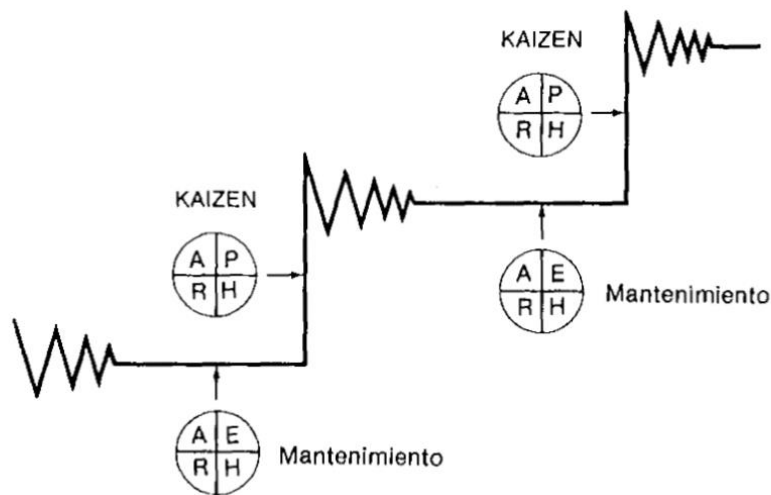 KAIZEN
A P
R H
KAIZEN
A P
R H
A E
R H
Mantenimiento
A E
R H
Mantenimiento